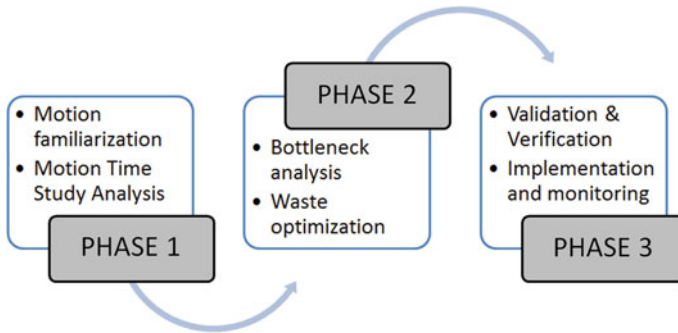 • Motion
familiarization
• Motion Time
Study Analysis
PHASE 1
PHASE 2
• Bottleneck
analysis
• Waste
optimization
• Validation &
Verification
• Implementation
and monitoring
PHASE 3